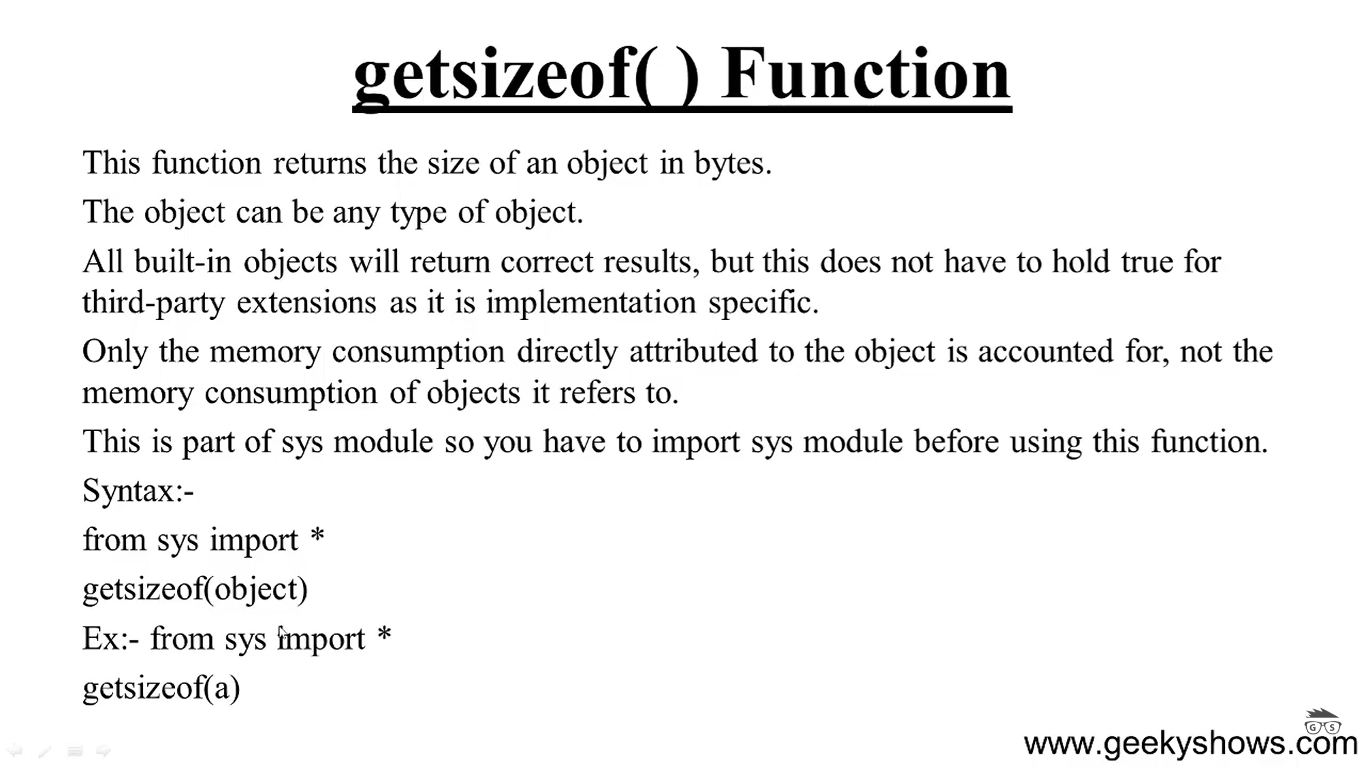 getsizeof( ) Function
This function returns the size of an object in bytes.
The object can be any type of object.
All built-in objects will return correct results, but this does not have to hold true for
third-party extensions as it is implementation specific.
Only the memory consumption directly attributed to the object is accounted for, not the
memory consumption of objects it refers to.
This is part of sys module so you have to import sys module before using this function.
Syntax:-
from sys import *
getsizeof(object)
Ex:- from sys import *
getsizeof(a)
G S
www.geekyshows.com